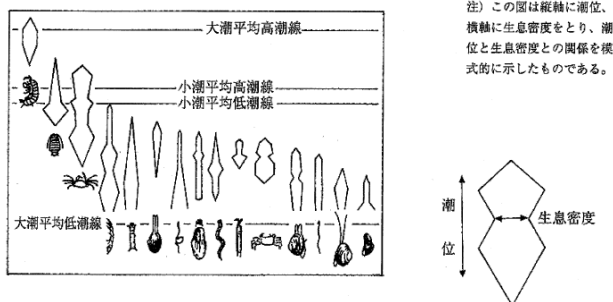 大潮平均高潮線
小潮平均高潮線
小潮平均低潮線
大潮平均低潮線
注）この図は縦軸に潮位、
横軸に生息密度をとり、潮
位と生息密度との関係を模
式的に示したものである。
潮
位
生息密度